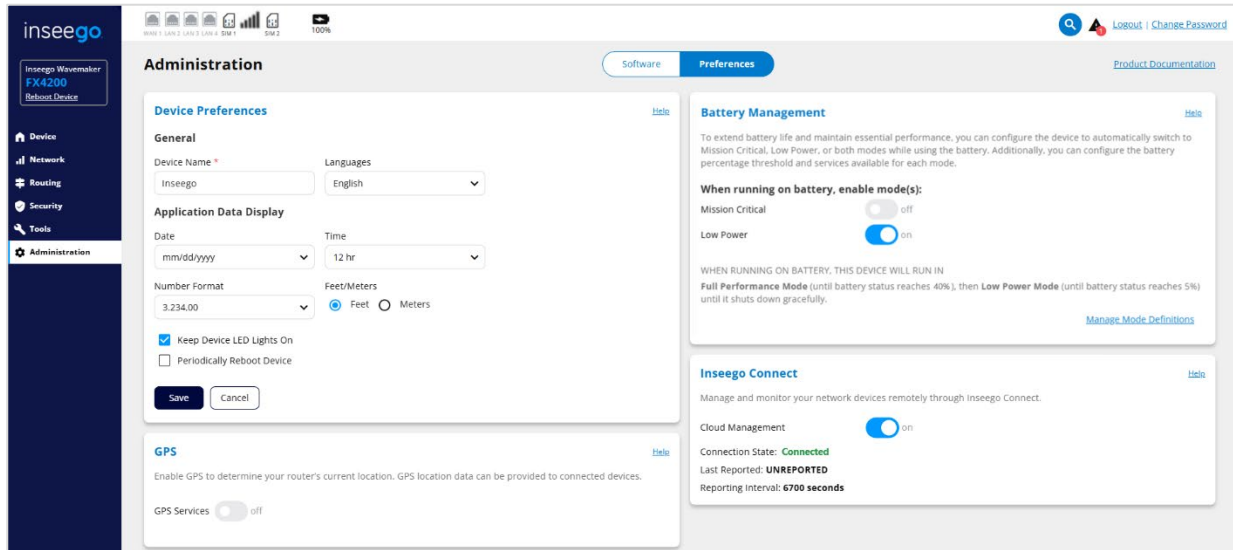 inseego
WAN 1 LAN 2 LAN 3 LAN 4 SIM 1 SIM 2
100%
1
Logout | Change Password
Inseego Wavemaker
FX4200
Reboot Device
Device
Network
Routing
Security
Tools
Administration
Administration
Software
Preferences
Product Documentation
Device Preferences
Help
General
Device Name *
Languages
Inseego
English
Application Data Display
Date
Time
mm/dd/yyyy
12 hr
Number Format
Feet/Meters
3.234.00
Feet
Meters
Keep Device LED Lights On
Periodically Reboot Device
Save
Cancel
GPS
Help
Enable GPS to determine your router's current location. GPS location data can be provided to connected devices.
GPS Services
off
Battery Management
Help
To extend battery life and maintain essential performance, you can configure the device to automatically switch to
Mission Critical, Low Power, or both modes while using the battery. Additionally, you can configure the battery
percentage threshold and services available for each mode.
When running on battery, enable mode(s):
Mission Critical
off
Low Power
on
WHEN RUNNING ON BATTERY, THIS DEVICE WILL RUN IN
Full Performance Mode (until battery status reaches 40%), then Low Power Mode (until battery status reaches 5%)
until it shuts down gracefully.
Manage Mode Definitions
Inseego Connect
Help
Manage and monitor your network devices remotely through Inseego Connect.
Cloud Management
on
Connection State: Connected
Last Reported: UNREPORTED
Reporting Interval: 6700 seconds